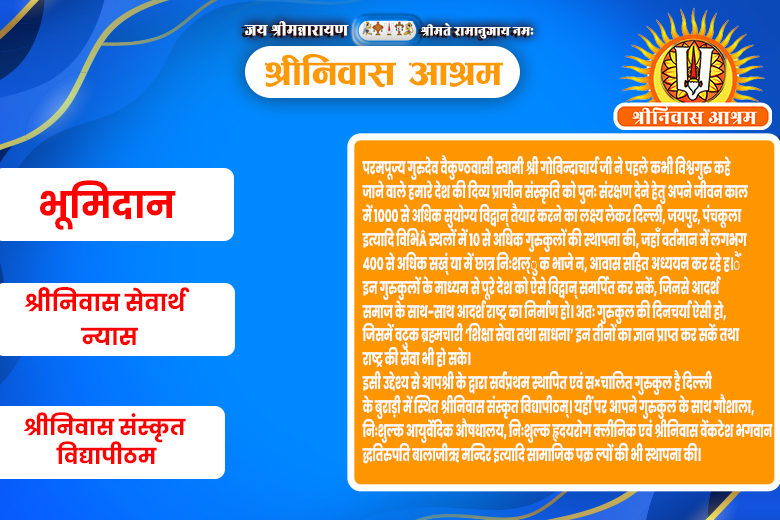 जय श्रीमन्नारायण श्रीमते रामानुजाय नमः
श्रीनिवास आश्रम
श्रीनिवास आश्रम
भूमिदान
श्रीनिवास सेवार्थ
न्यास
श्रीनिवास संस्कृत
विद्यापीठम
परमपूज्य गुरुदेव वैकुण्ठवासी स्वामी श्री गोविन्दाचार्य जी ने पहले कभी विश्वगुरु कहे
जाने वाले हमारे देश की दिव्य प्राचीन संस्कृति को पुनः संरक्षण देने हेतु अपने जीवन काल
में 1000 से अधिक सुयोग्य विद्वान् तैयार करने का लक्ष्य लेकर दिल्ली, जयपुर, पंचकूला
इत्यादि विभिÂ स्थलों में 10 से अधिक गुरुकुलों की स्थापना की, जहाँ वर्तमान में लगभग
400 से अधिक सख्ं या में छात्र निःशल्ु क भाजे न, आवास सहित अध्ययन कर रहे ह।ैं
इन गुरुकुलों के माध्यम से पूरे देश को ऐसे विद्वान् समर्पित कर सकें, जिनसे आदर्श
समाज के साथ-साथ आदर्श राष्ट्र का निर्माण हो। अतः गुरुकुल की दिनचर्या ऐसी हो,
जिसमें वटुक ब्रह्मचारी ‘शिक्षा सेवा तथा साधना’ इन तीनों का ज्ञान प्राप्त कर सकें तथा
राष्ट्र की सेवा भी हो सके।
इसी उद्देश्य से आपश्री के द्वारा सर्वप्रथम स्थापित एवं स×चालित गुरुकुल है दिल्ली
के बुराड़ी में स्थित श्रीनिवास संस्कृत विद्यापीठम्। यहीं पर आपने गुरुकुल के साथ गौशाला,
निःशुल्क आयुर्वेदिक औषधालय, निःशुल्क हृदयरोग क्लीनिक एवं श्रीनिवास वेंकटेश भगवान
द्धतिरुपति बालाजीऋ मन्दिर इत्यादि सामाजिक पक्र ल्पों की भी स्थापना की।